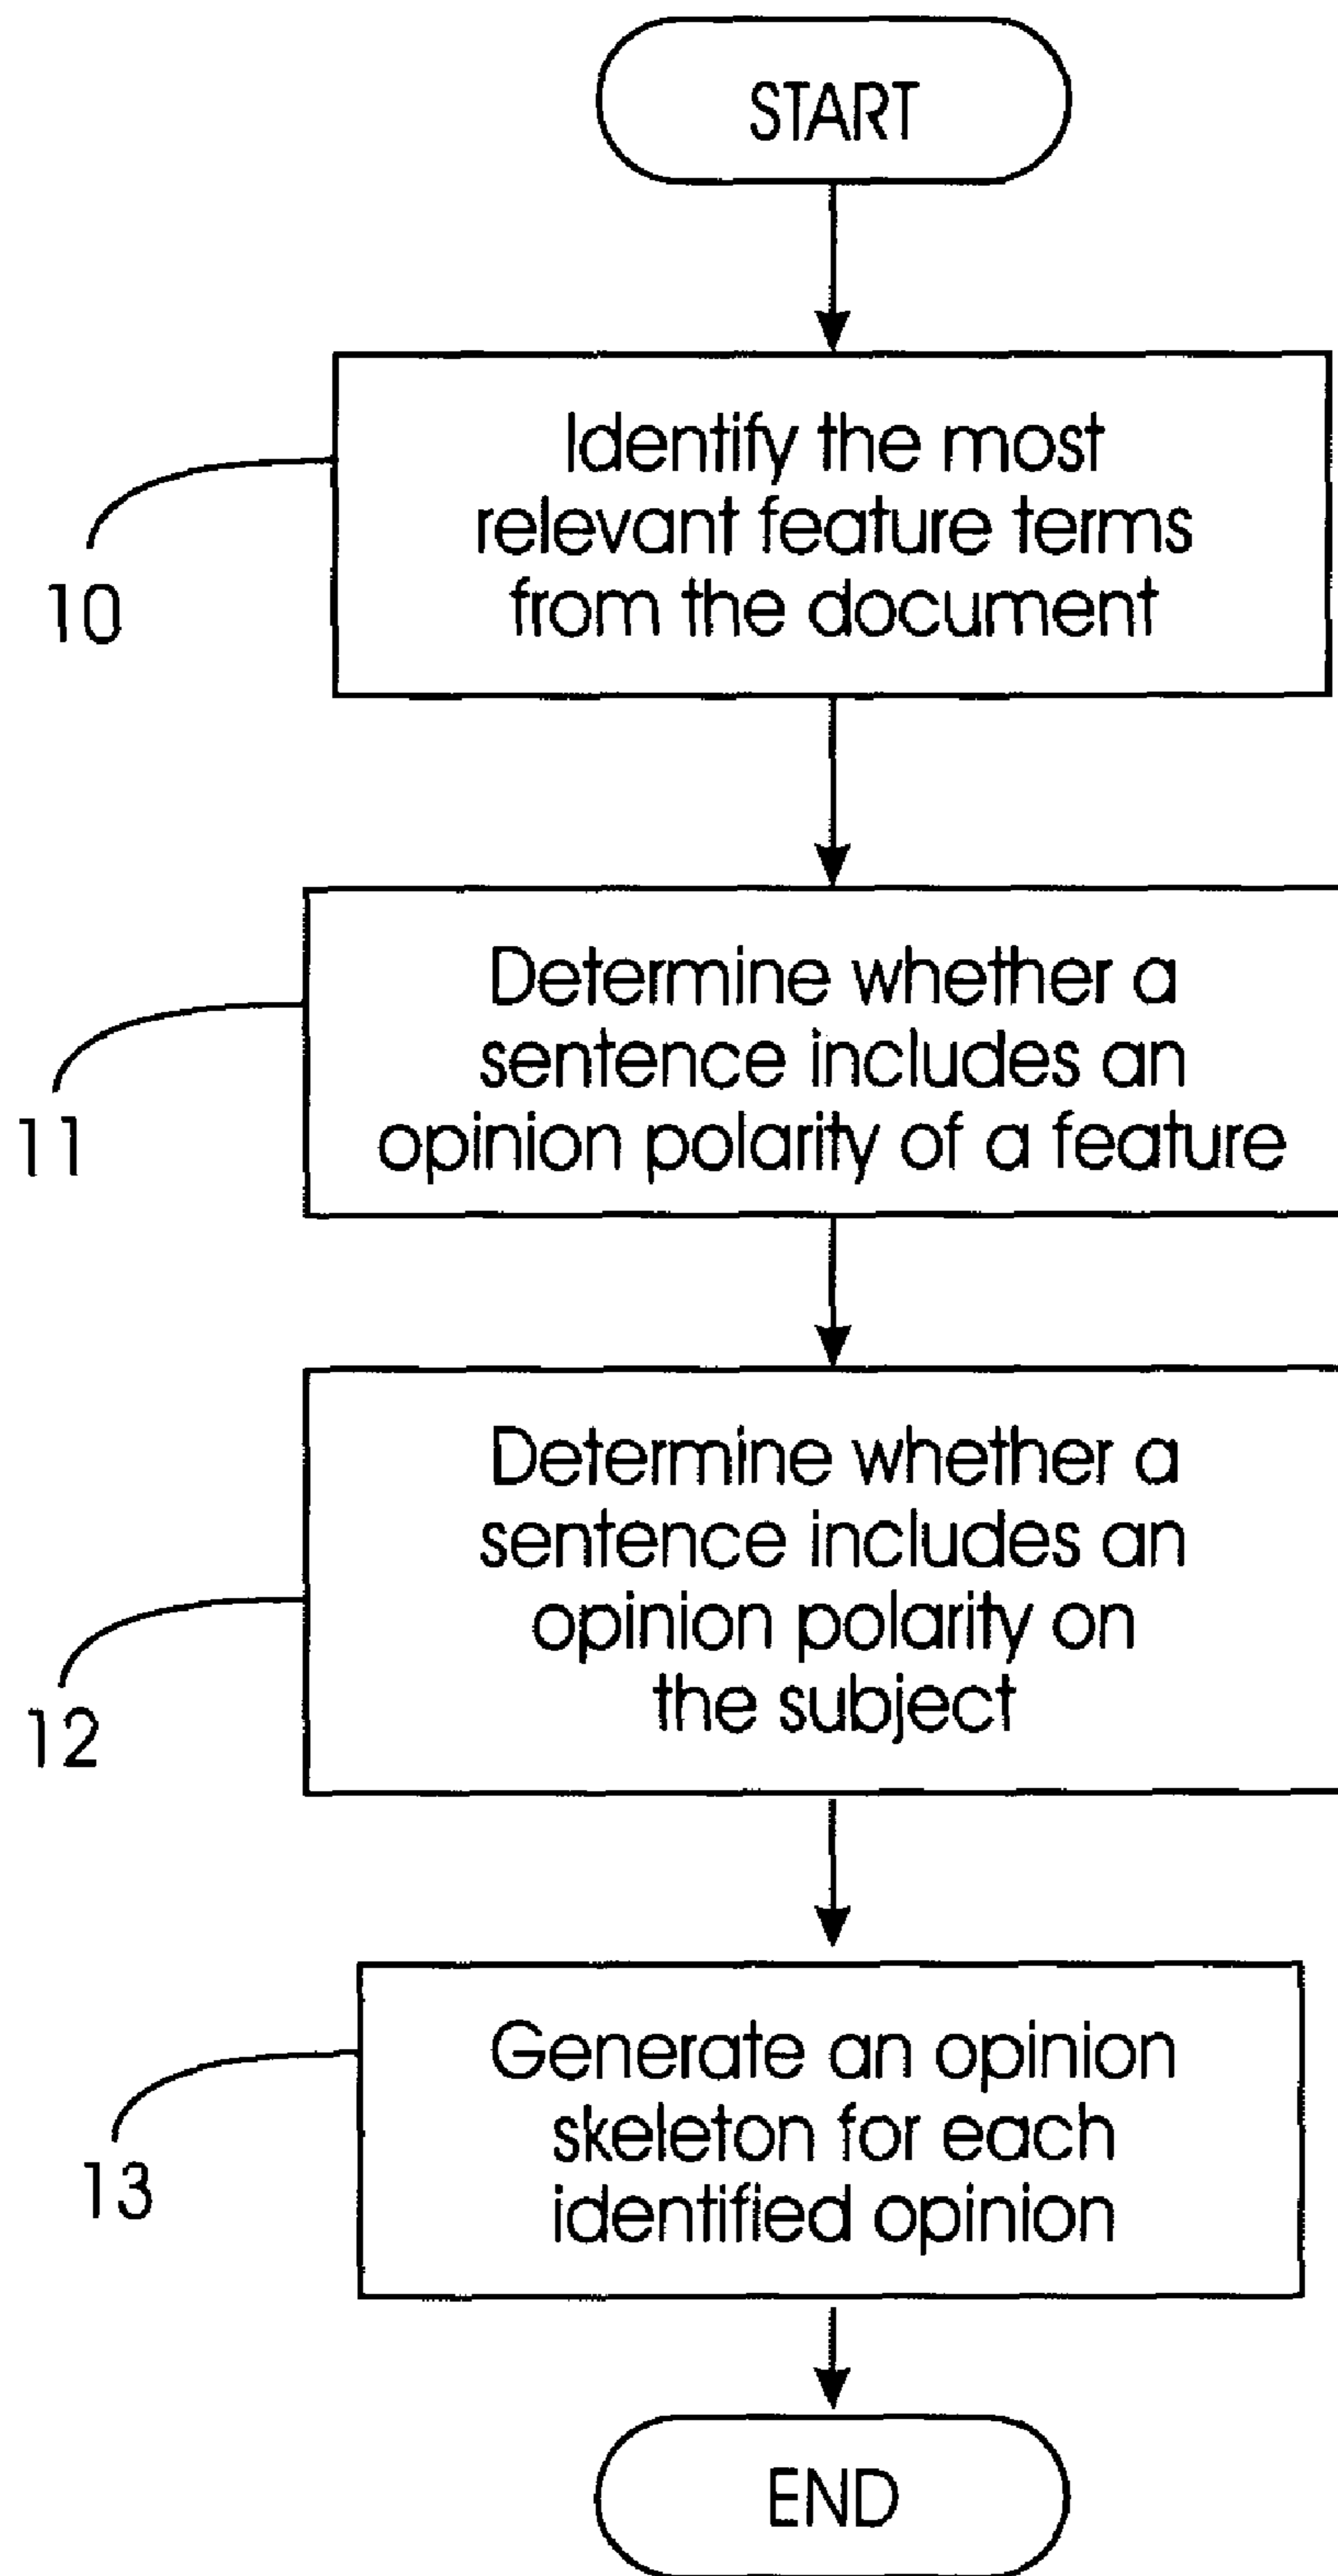 START
Identify the most
relevant feature terms
from the document
10
Determine whether a
sentence includes an
opinion polarity of a feature
11
Determine whether a
sentence includes an
opinion polarity on
the subject
12
Generate an opinion
skeleton for each
identified opinion
13
END